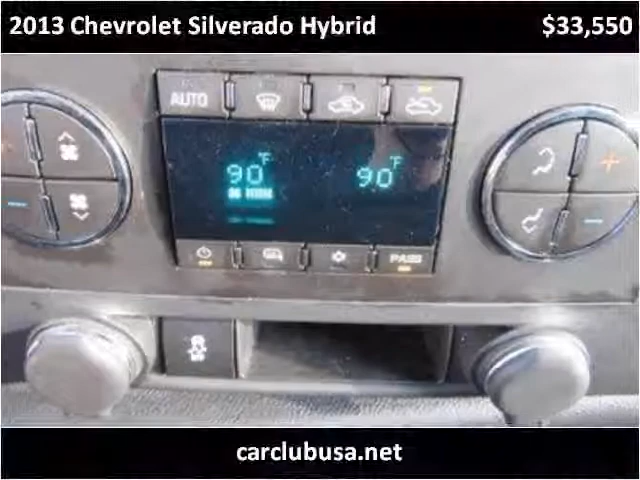 2013 Chevrolet Silverado Hybrid $33,550
AUTO
90 °F 90 °F
PASS
carclubusa.net